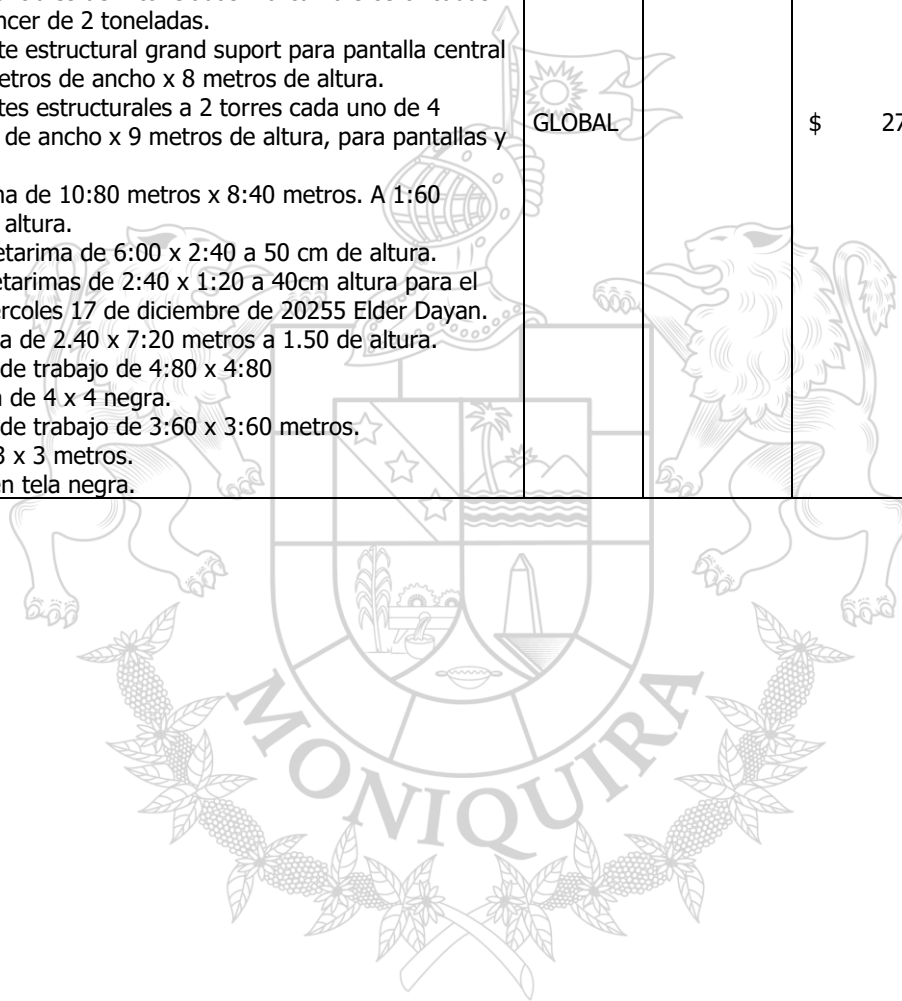 ncer de 2 toneladas.
te estructural grand suport para pantalla central
etros de ancho x 8 metros de altura.
tes estructurales a 2 torres cada uno de 4
de ancho x 9 metros de altura, para pantallas y
GLOBAL
$ 27
na de 10:80 metros x 8:40 metros. A 1:60
altura.
etarima de 6:00 x 2:40 a 50 cm de altura.
etarimas de 2:40 x 1:20 a 40cm altura para el
ércoles 17 de diciembre de 20255 Elder Dayan.
a de 2.40 x 7:20 metros a 1.50 de altura.
de trabajo de 4:80 x 4:80
a de 4 x 4 negra.
de trabajo de 3:60 x 3:60 metros.
3 x 3 metros.
en tela negra.
MONIQUIRA